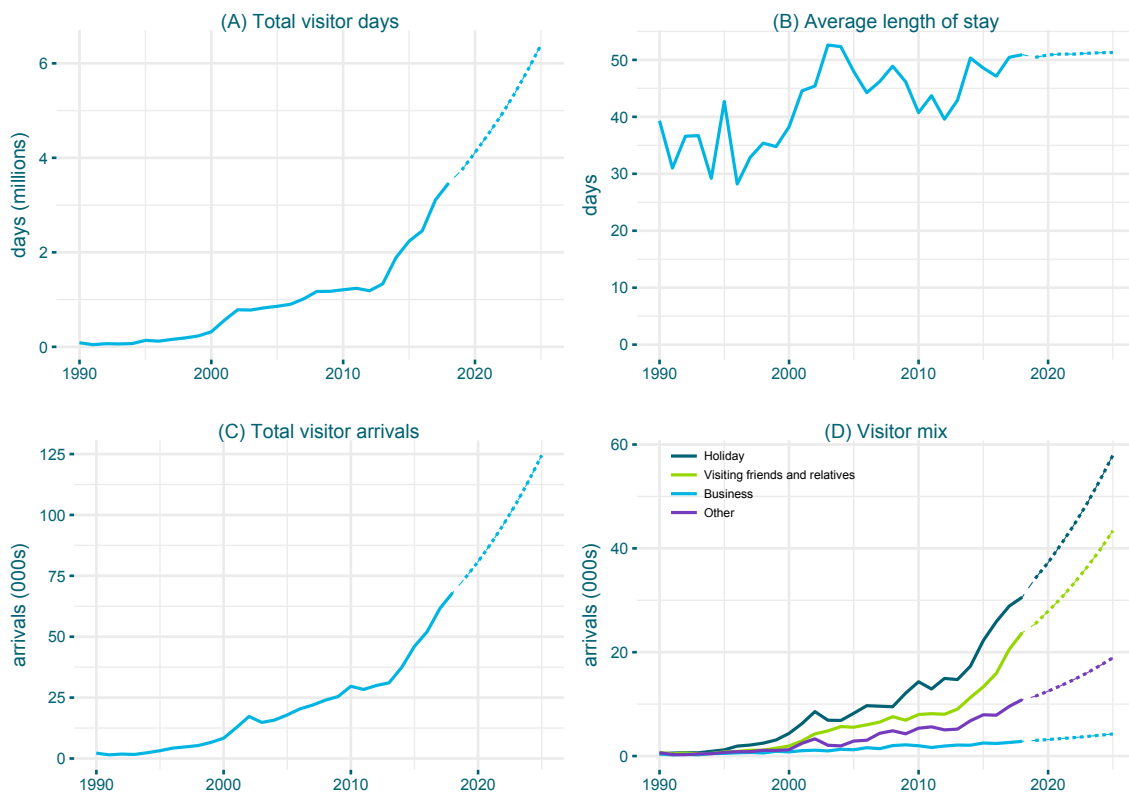 (A) Total visitor days
days (millions)
6
4
2
0
1990 2000 2010 2020
(B) Average length of stay
days
50
40
30
20
10
0
1990 2000 2010 2020
(C) Total visitor arrivals
arrivals (000s)
125
100
75
50
25
0
1990 2000 2010 2020
(D) Visitor mix
arrivals (000s)
60
40
20
0
Holiday
Visiting friends and relatives
Business
Other
1990 2000 2010 2020